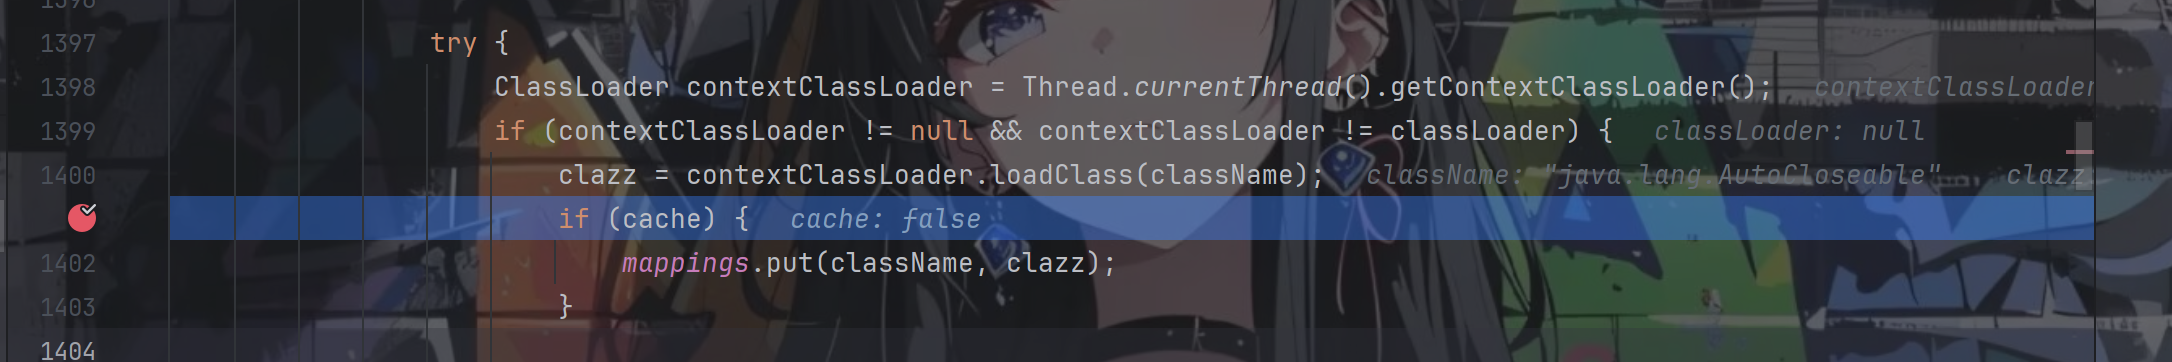 1396
1397 try {
1398 ClassLoader contextClassLoader = Thread.currentThread().getContextClassLoader(); contextClassLoader
1399 if (contextClassLoader != null && contextClassLoader != classLoader) { classLoader: null
1400 clazz = contextClassLoader.loadClass(className); className: "java.lang.AutoCloseable" clazz:
if (cache) { cache: false
1402 mappings.put(className, clazz);
1403 }
1404